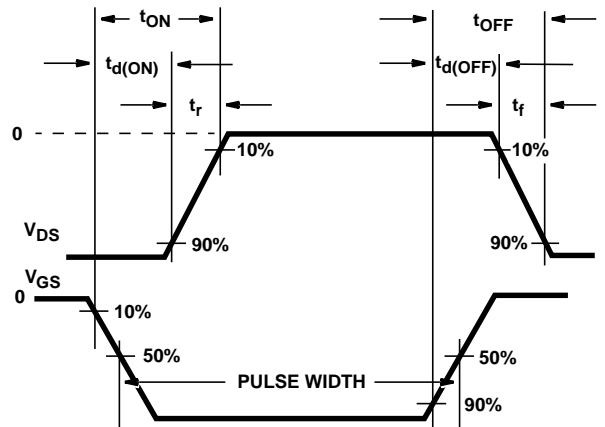 tON
tOFF
td(ON)
td(OFF)
tr
tf
0
10%
10%
VDS
90%
90%
VGS
0
10%
50%
50%
PULSE WIDTH
90%